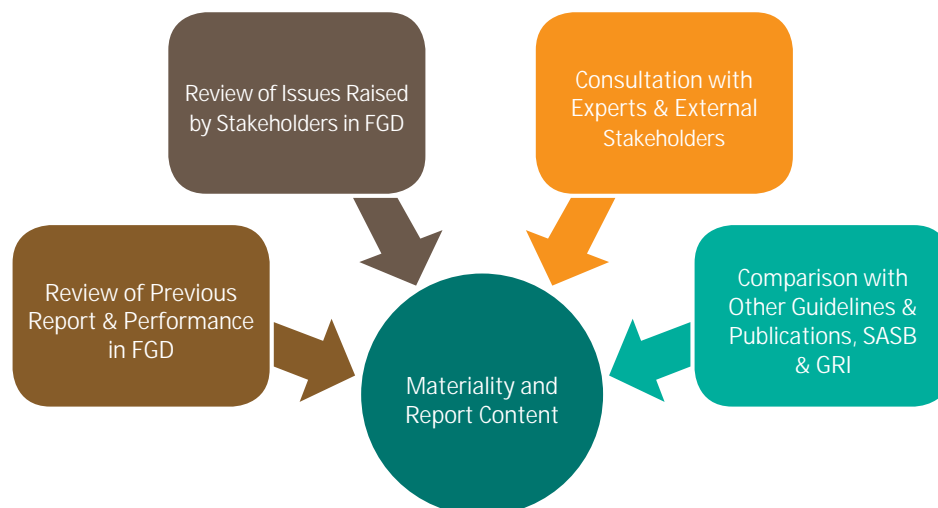 Review of Issues Raised
by Stakeholders in FGD
Consultation with
Experts & External
Stakeholders
Review of Previous
Report & Performance
in FGD
Comparison with
Other Guidelines &
Publications, SASB
& GRI
Materiality and
Report Content